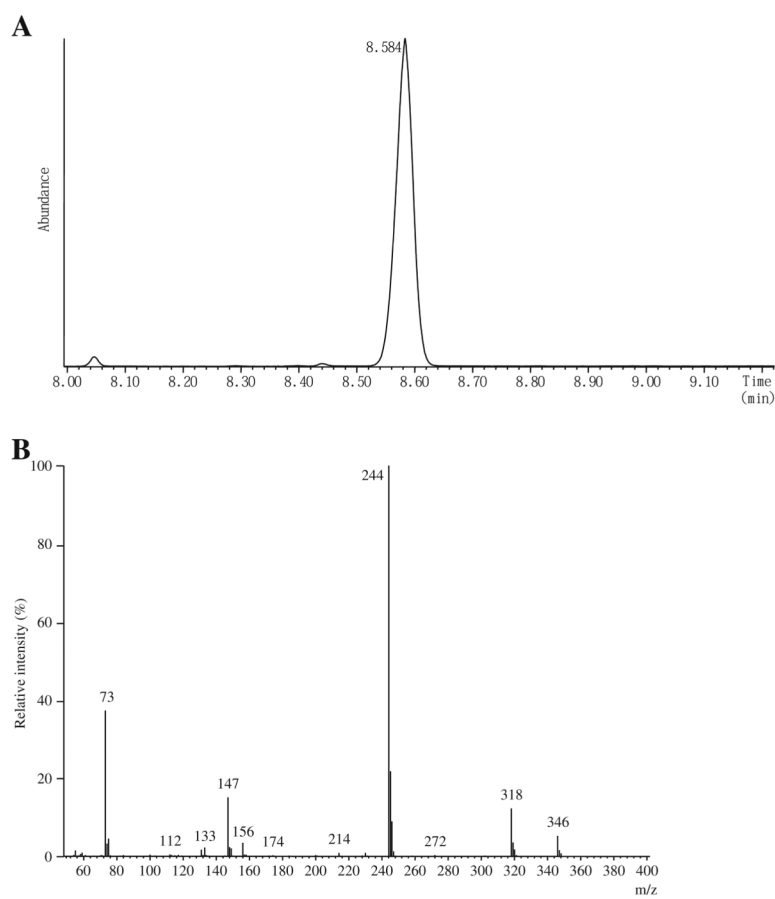 A
8.584
Abundance
8.00 8.10 8.20 8.30 8.40 8.50 8.60 8.70 8.80 8.90 9.00 9.10 Time
(min)
B
100
244
80
60
Relative intensity (%)
73
40
20
147
318
346
112 133 156 174 214 272
0
60 80 100 120 140 160 180 200 220 240 260 280 300 320 340 360 380 400
m/z